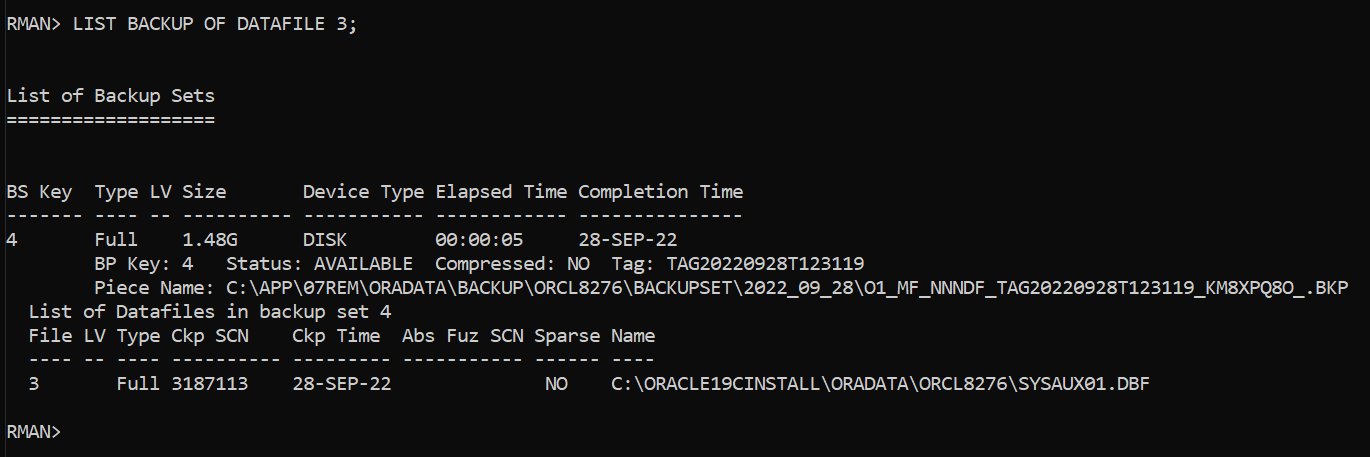 RMAN> LIST BACKUP OF DATAFILE 3;
List of Backup Sets
===================
BS Key  Type LV Size       Device Type Elapsed Time Completion Time
------- ---- -- ---------- ----------- ------------ ---------------
4       Full    1.48G      DISK        00:00:05     28-SEP-22
        BP Key: 4   Status: AVAILABLE  Compressed: NO  Tag: TAG20220928T123119
        Piece Name: C:\APP\07REM\ORADATA\BACKUP\ORCL8276\BACKUPSET\2022_09_28\O1_MF_NNNDF_TAG20220928T123119_KM8XPQ8O_.BKP
  List of Datafiles in backup set 4
  File LV Type Ckp SCN    Ckp Time  Abs Fuz SCN Sparse Name
  ---- -- ---- ---------- --------- ----------- ------ ----
  3       Full 3187113    28-SEP-22              NO    C:\ORACLE19CINSTALL\ORADATA\ORCL8276\SYSAUX01.DBF
RMAN>